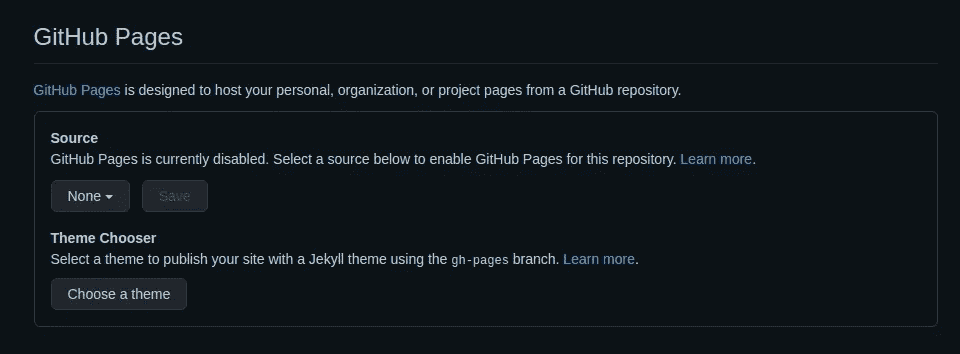 GitHub Pages
GitHub Pages is designed to host your personal, organization, or project pages from a GitHub repository.
Source
GitHub Pages is currently disabled. Select a source below to enable GitHub Pages for this repository. Learn more.
None Save
Theme Chooser
Select a theme to publish your site with a Jekyll theme using the gh-pages branch. Learn more.
Choose a theme